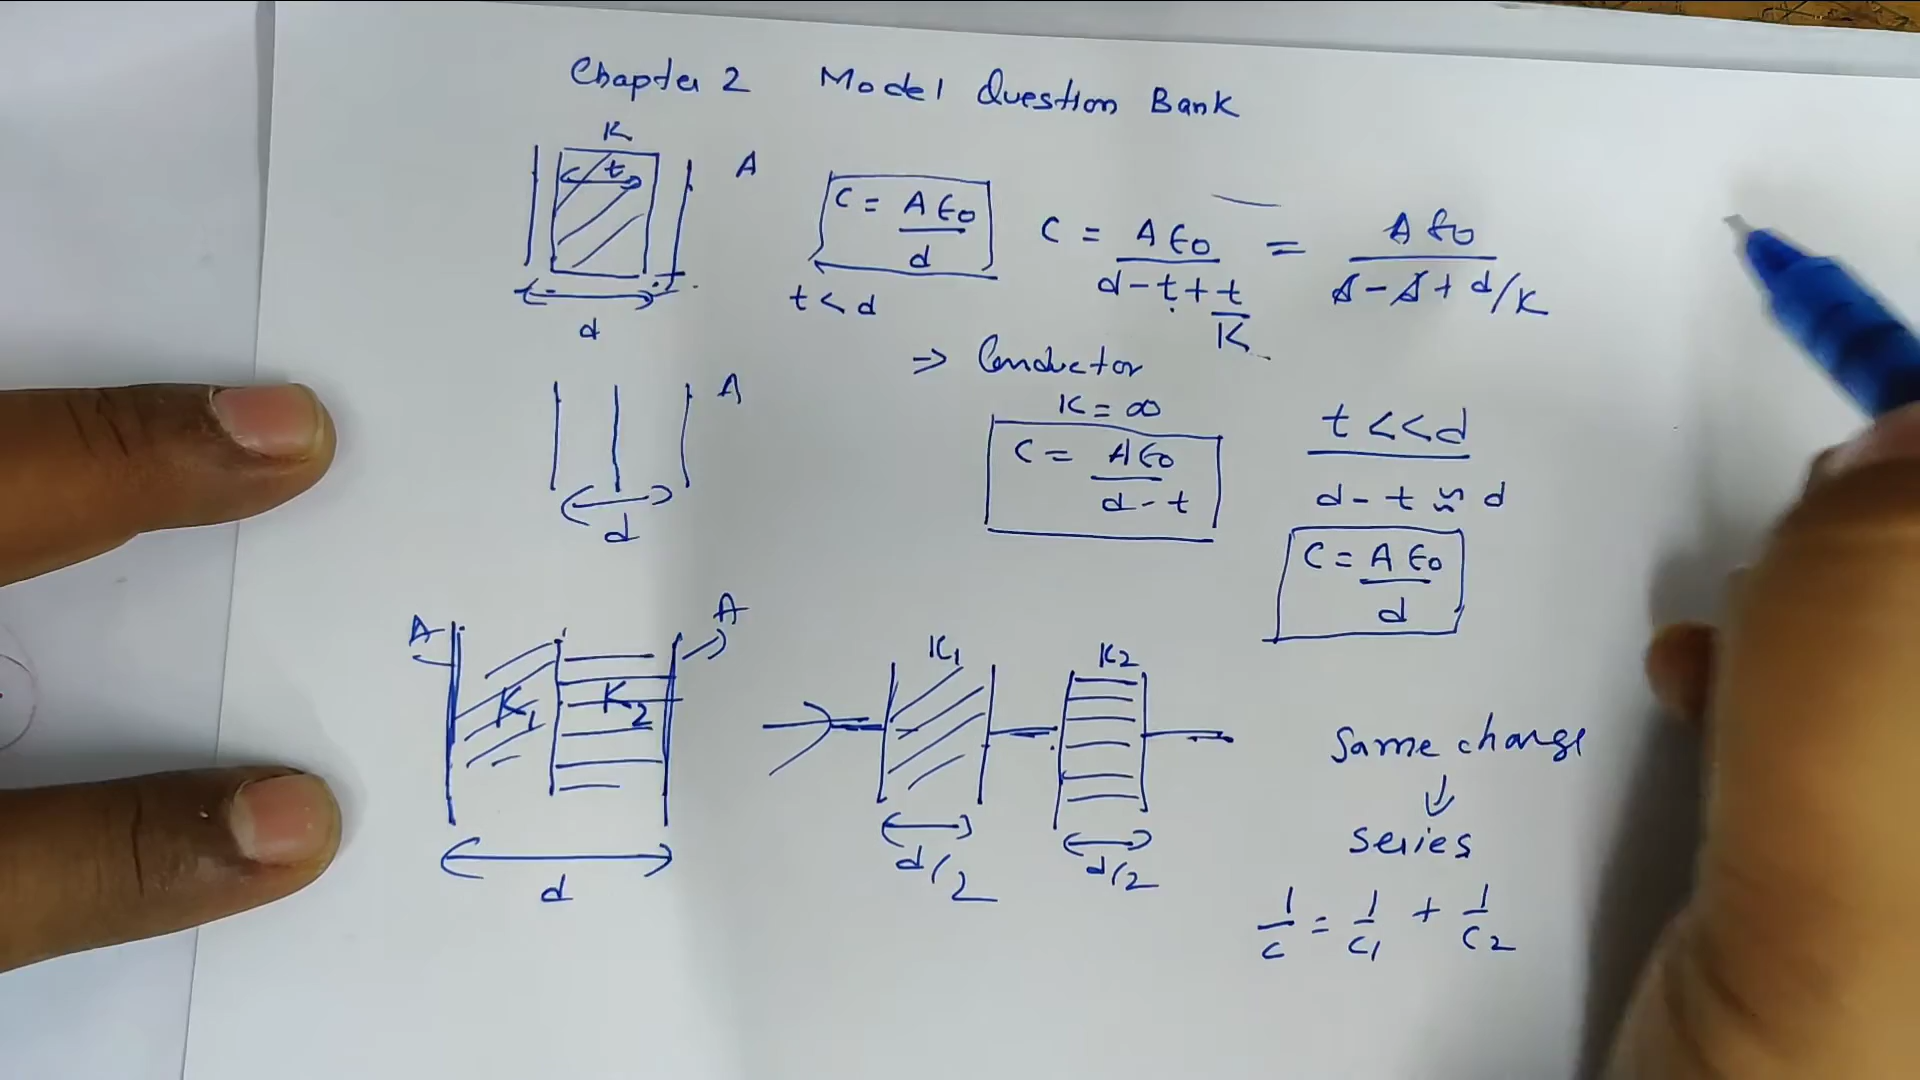 Chapter 2 Model Question Bank
K
t
A
d
C = Aϵ0/d
t < d
C = Aϵ0/(d - t + t/K) = Aϵ0/(d - d + d/K)
⇒ Conductor
K = ∞
C = Aϵ0/(d - t)
t << d
d - t ≈ d
C = Aϵ0/d
A
d
A
A
K1 K2
d
K1 K2
d/2 d/2
Same charge
↓
series
1/C = 1/C1 + 1/C2